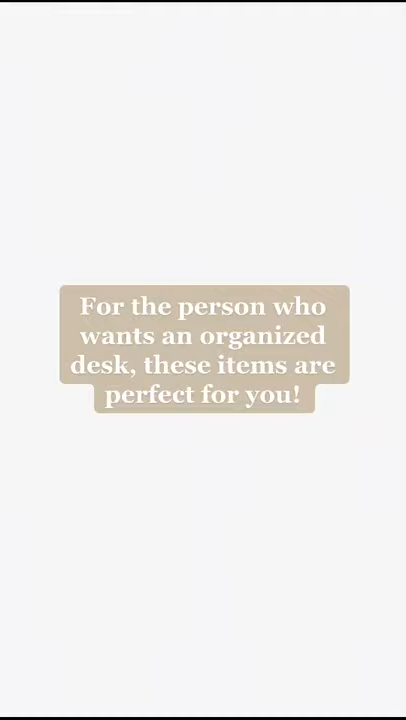 For the person who
wants an organized
desk, these items are
perfect for you!